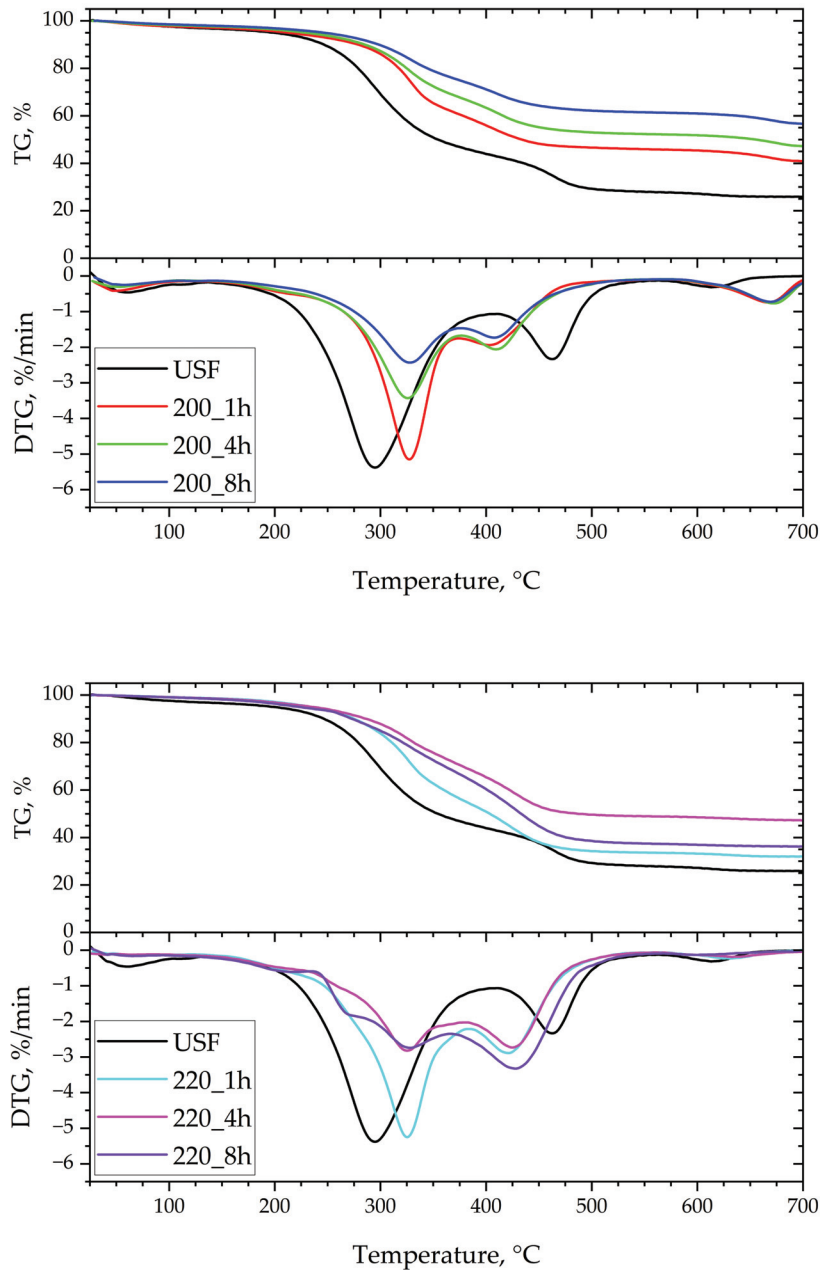 100
80
60
40
20
0
TG, %
0
−1
−2
−3
−4
−5
−6
DTG, %/min
USF
200_1h
200_4h
200_8h
100 200 300 400 500 600 700
Temperature, °C
100
80
60
40
20
0
TG, %
0
−1
−2
−3
−4
−5
−6
DTG, %/min
USF
220_1h
220_4h
220_8h
100 200 300 400 500 600 700
Temperature, °C